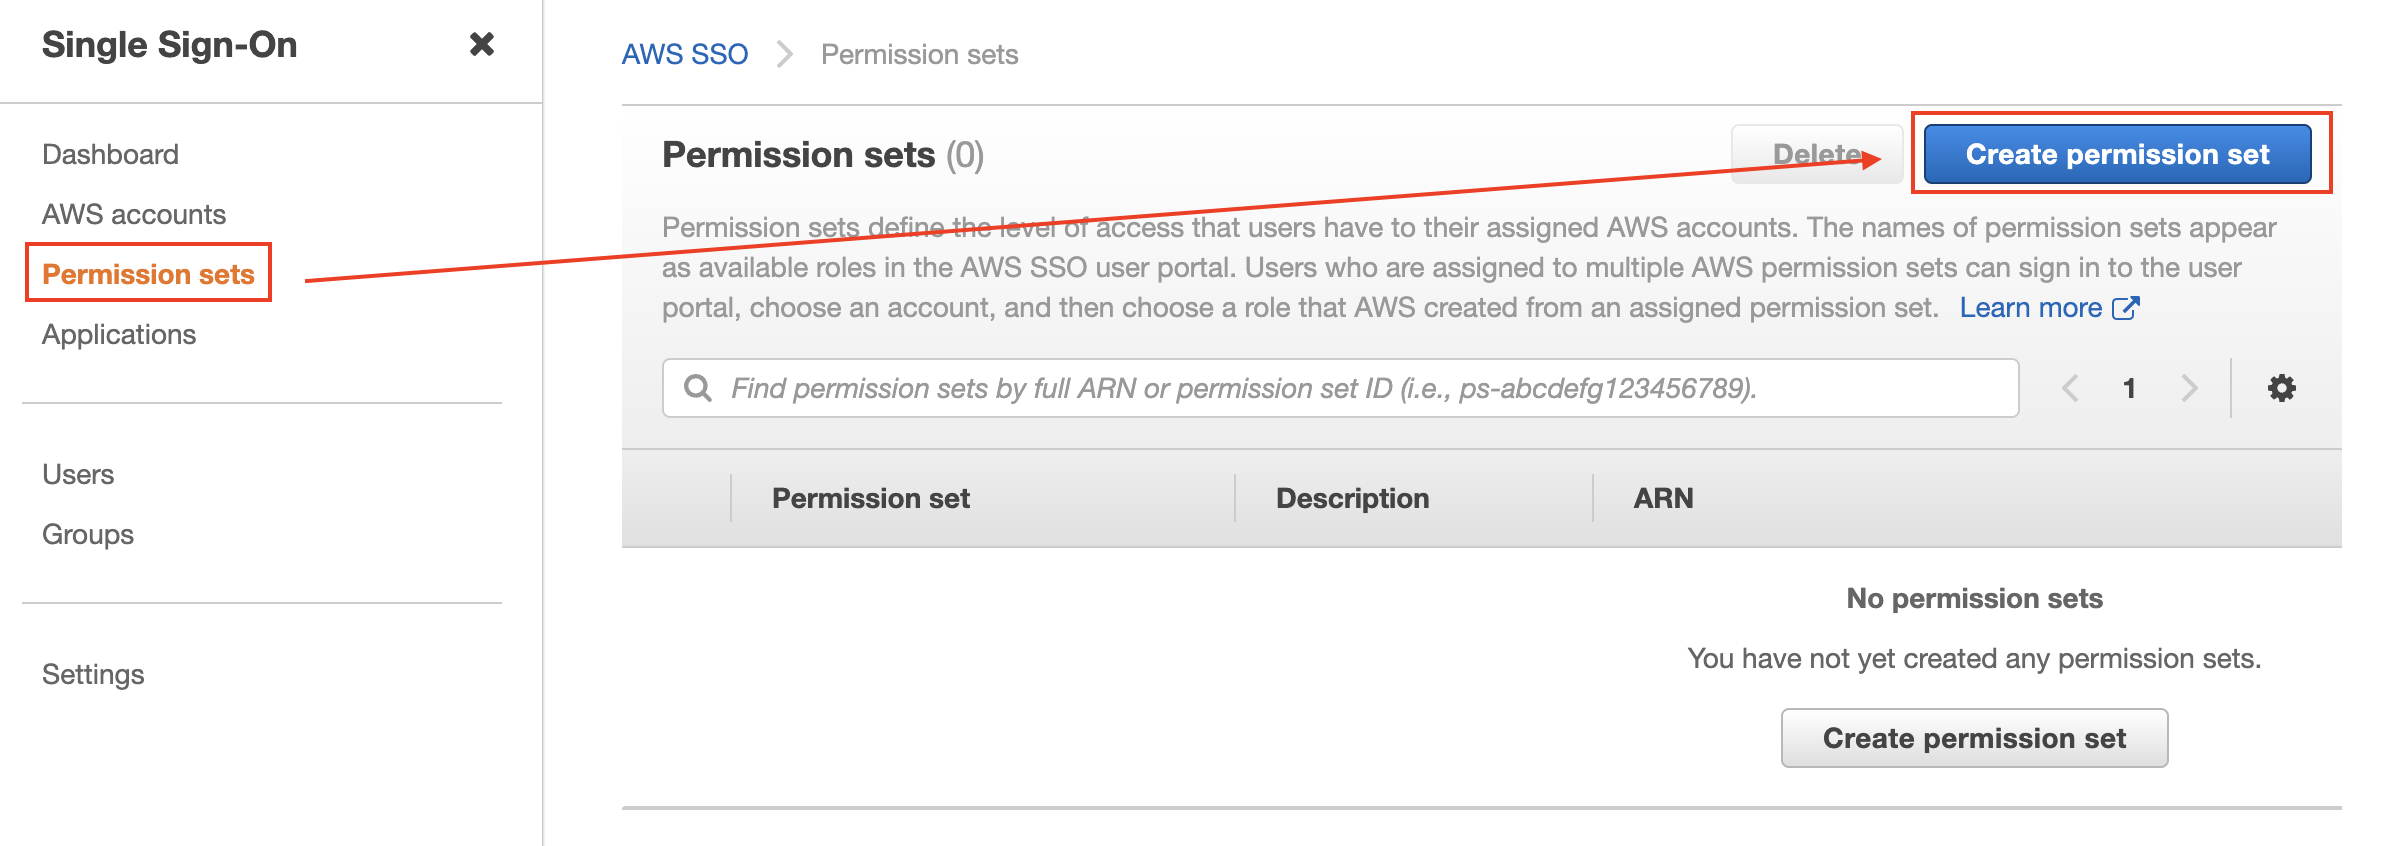 Single Sign-On
Dashboard
AWS accounts
Permission sets
Applications
Users
Groups
Settings
AWS SSO
Permission sets
Permission sets (0)
Delete
Create permission set
Permission sets define the level of access that users have to their assigned AWS accounts. The names of permission sets appear
as available roles in the AWS SSO user portal. Users who are assigned to multiple AWS permission sets can sign in to the user
portal, choose an account, and then choose a role that AWS created from an assigned permission set. Learn more
Find permission sets by full ARN or permission set ID (i.e., ps-abcdefg123456789).
1
Permission set
Description
ARN
No permission sets
You have not yet created any permission sets.
Create permission set